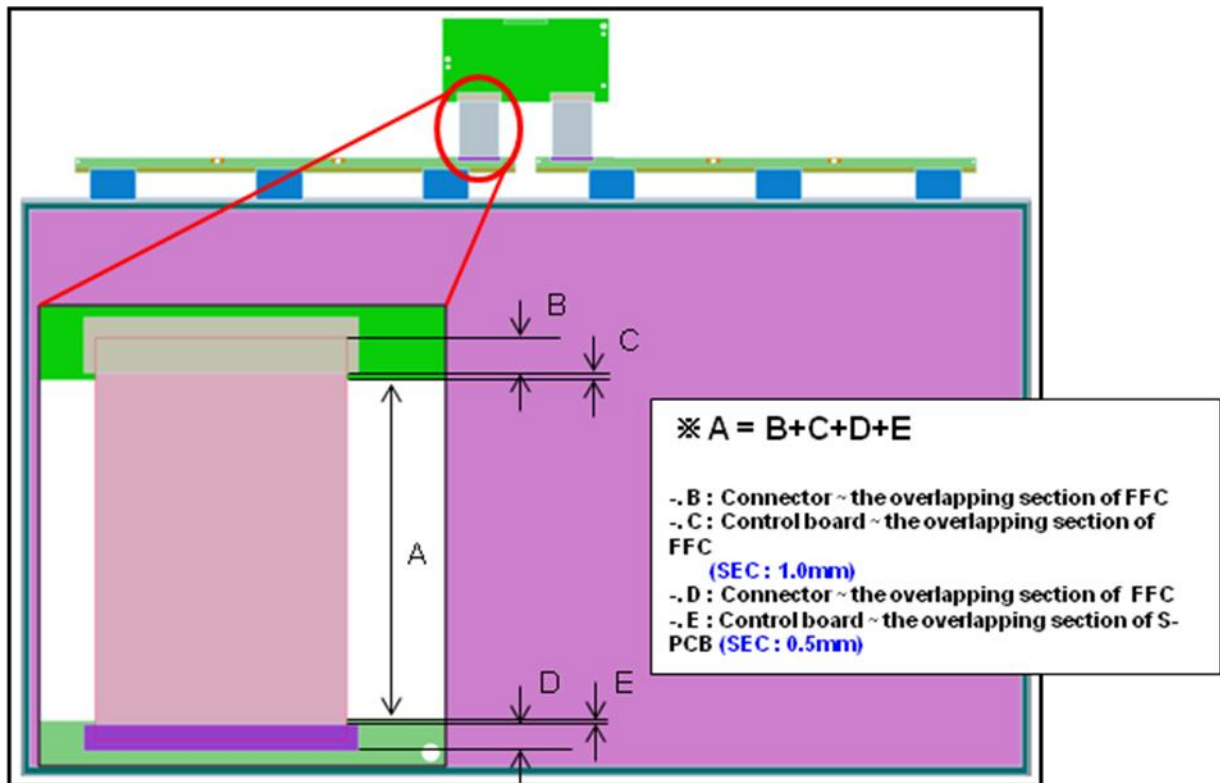 B
C
※ A = B+C+D+E
-. B : Connector ~ the overlapping section of FFC
-. C : Control board ~ the overlapping section of
FFC
(SEC : 1.0mm)
-. D : Connector ~ the overlapping section of FFC
-. E : Control board ~ the overlapping section of S-
PCB (SEC : 0.5mm)
A
D
E